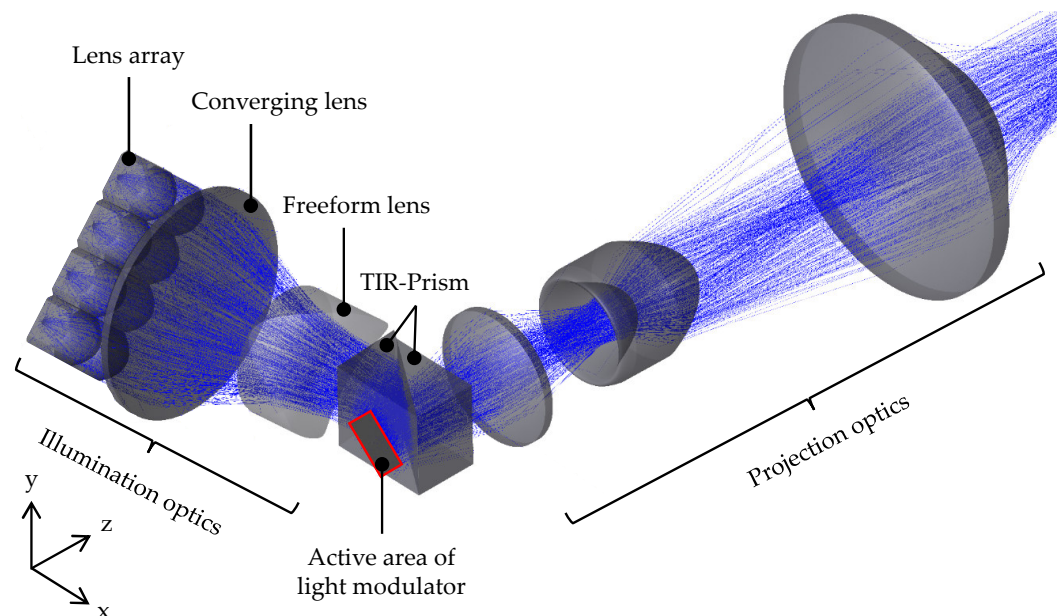 Lens array
Converging lens
Freeform lens
TIR-Prism
Illumination optics
Projection optics
y
z
x
Active area of
light modulator